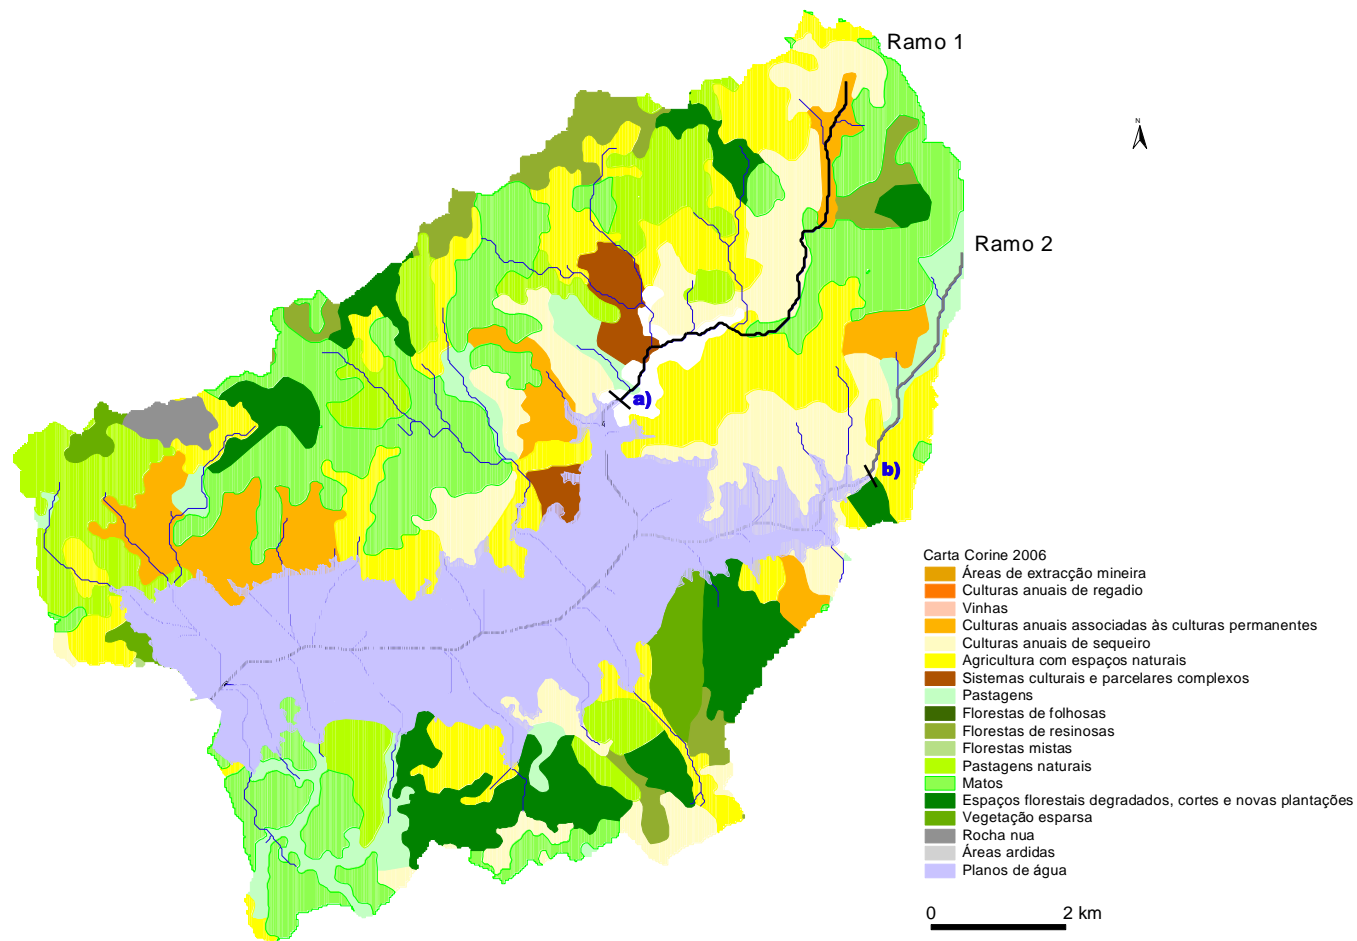 Ramo 1
N
Ramo 2
a)
b)
Carta Corine 2006
Áreas de extracção mineira
Culturas anuais de regadio
Vinhas
Culturas anuais associadas às culturas permanentes
Culturas anuais de sequeiro
Agricultura com espaços naturais
Sistemas culturais e parcelares complexos
Pastagens
Florestas de folhosas
Florestas de resinosas
Florestas mistas
Pastagens naturais
Matos
Espaços florestais degradados, cortes e novas plantações
Vegetação esparsa
Rocha nua
Áreas ardidas
Planos de água
0 2 km